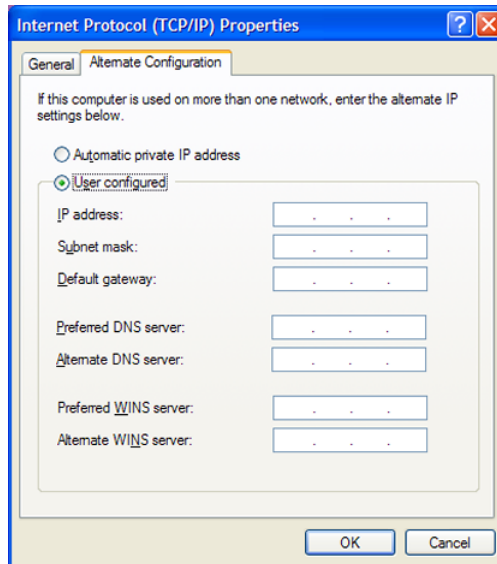 Internet Protocol (TCP/IP) Properties
General
Alternate Configuration
If this computer is used on more than one network, enter the alternate IP
settings below.
Automatic private IP address
User configured
IP address:
Subnet mask:
Default gateway:
Preferred DNS server:
Alternate DNS server:
Preferred WINS server:
Alternate WINS server:
OK
Cancel